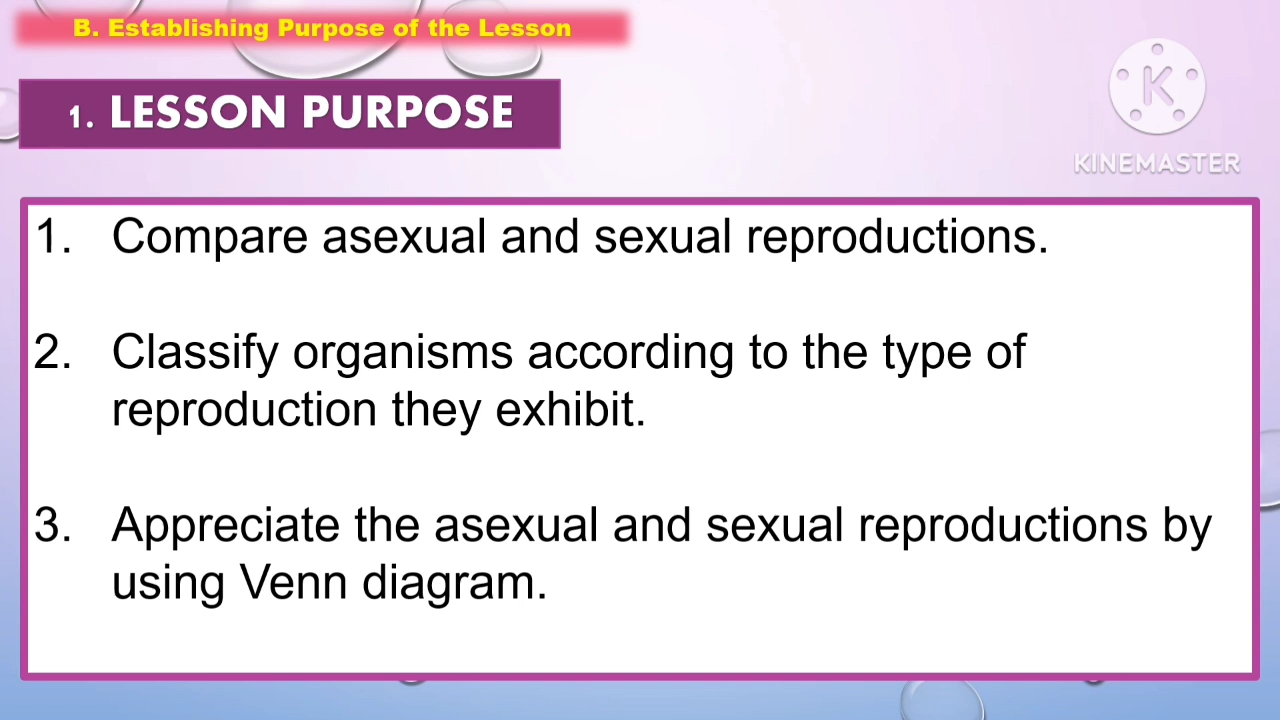 B. Establishing Purpose of the Lesson
1. LESSON PURPOSE
K
KINEMASTER
1. Compare asexual and sexual reproductions.
2. Classify organisms according to the type of
reproduction they exhibit.
3. Appreciate the asexual and sexual reproductions by
using Venn diagram.